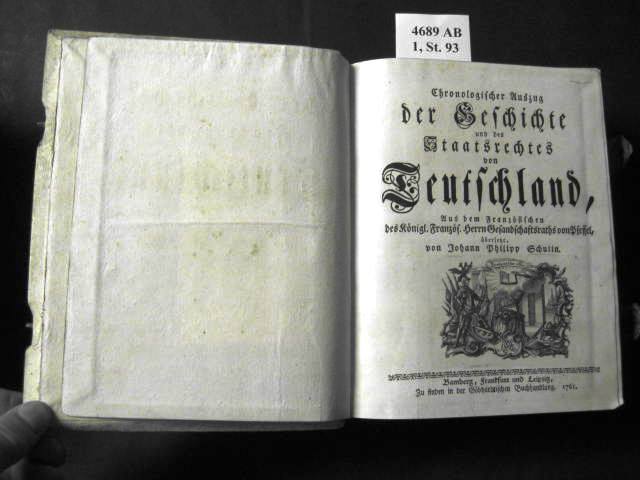 4689 AB
1, St. 93
Chronologischer Auszug
der Geschichte
und des
Staatsrechtes
von
Teutschland,
Aus dem Französischen
des Königl. Französ. Herrn Gesandschaftsraths von Pfeffel,
übersetzt,
von Johann Philipp Schulin.
Bamberg, Frankfurt und Leipzig,
Zu finden in der Göbhartischen Buchhandlung. 1761.